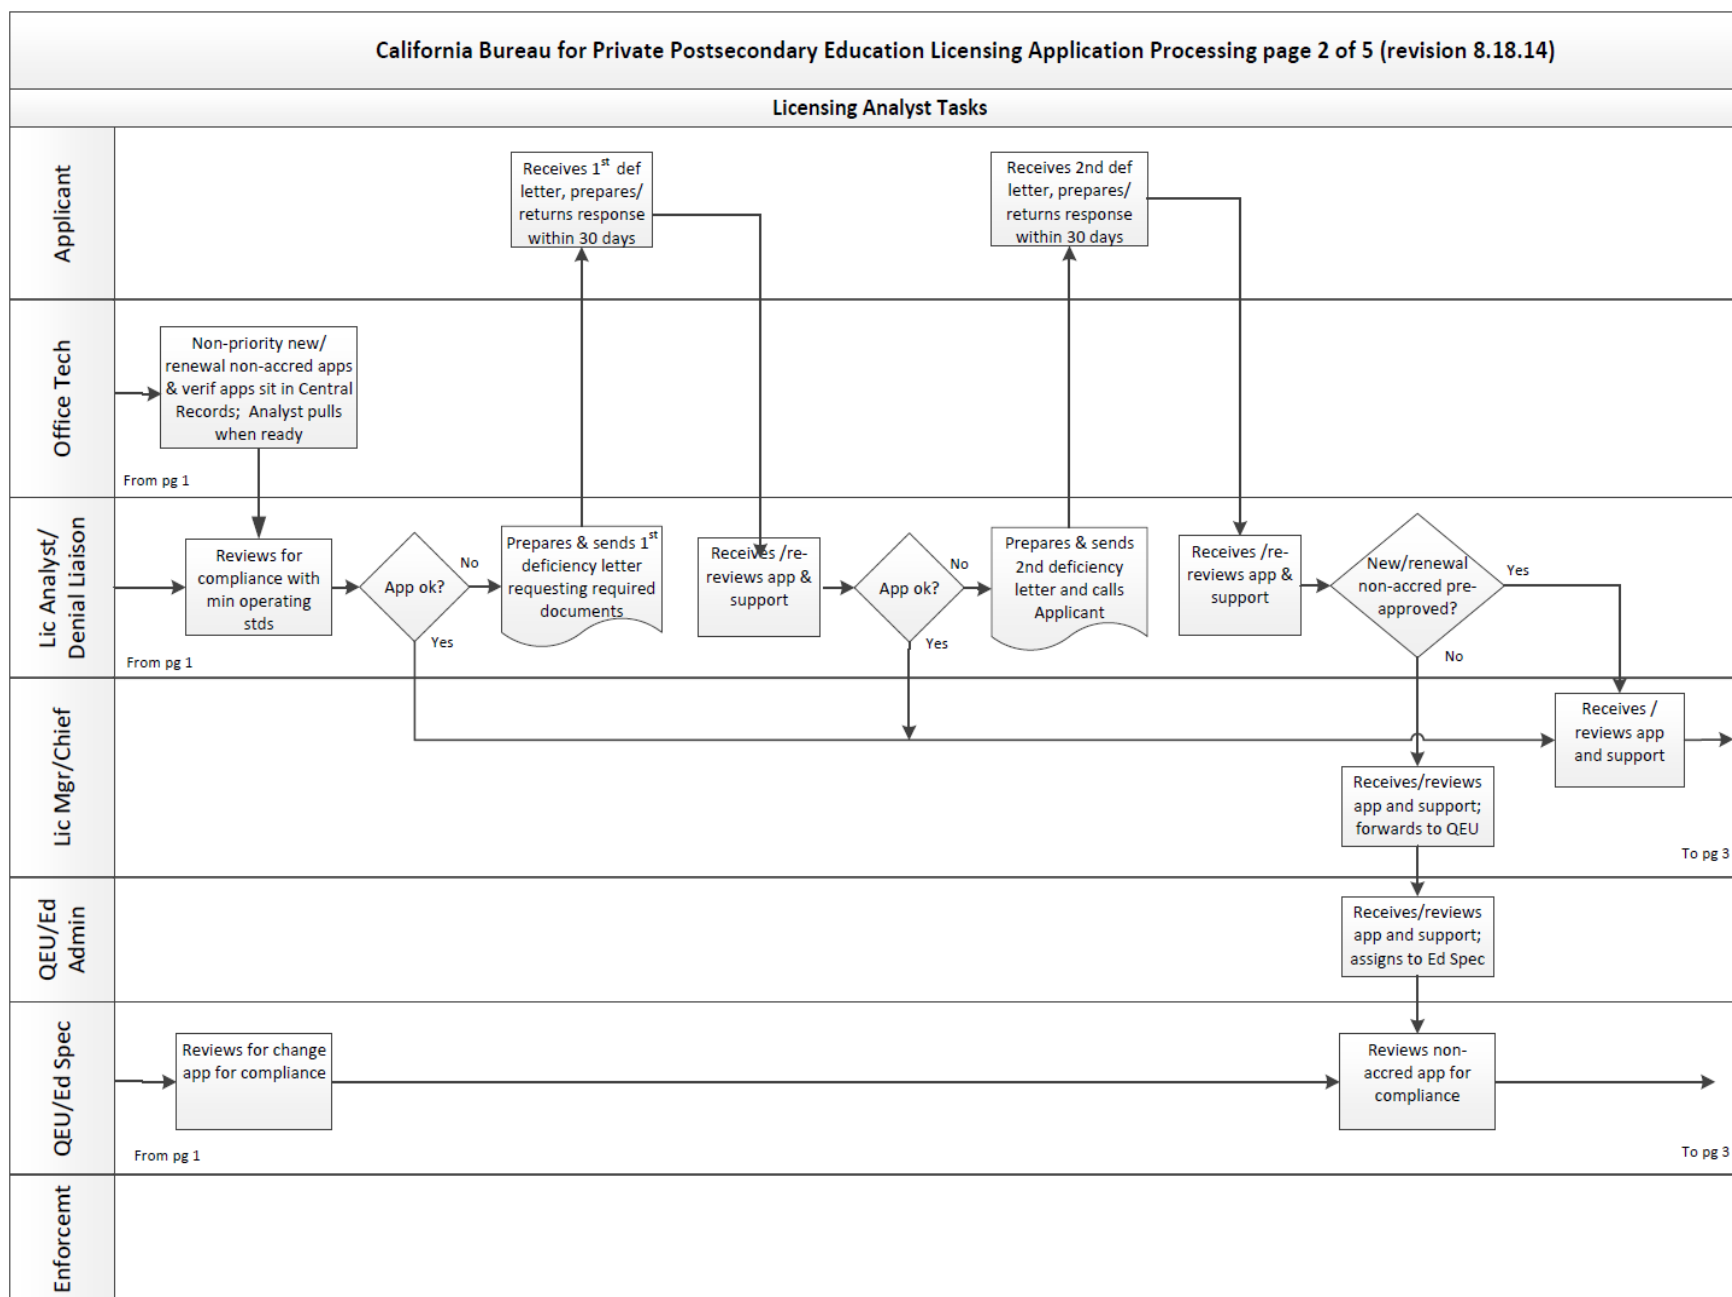 California Bureau for Private Postsecondary Education Licensing Application Processing page 2 of 5 (revision 8.18.14)
Licensing Analyst Tasks
Applicant
Receives 1st def
letter, prepares/
returns response
within 30 days
Receives 2nd def
letter, prepares/
returns response
within 30 days
Office Tech
Non-priority new/
renewal non-accred apps
& verif apps sit in Central
Records; Analyst pulls
when ready
From pg 1
Lic Analyst/
Denial Liaison
Reviews for
compliance with
min operating
stds
From pg 1
App ok?
No
Yes
Prepares & sends 1st
deficiency letter
requesting required
documents
Receives /re-
reviews app &
support
App ok?
No
Yes
Prepares & sends
2nd deficiency
letter and calls
Applicant
Receives /re-
reviews app &
support
New/renewal
non-accred pre-
approved?
Yes
No
Lic Mgr/Chief
Receives /
reviews app
and support
Receives/reviews
app and support;
forwards to QEU
To pg 3
QEU/Ed
Admin
Receives/reviews
app and support;
assigns to Ed Spec
QEU/Ed Spec
Reviews for change
app for compliance
From pg 1
Reviews non-
accred app for
compliance
To pg 3
Enforcemt